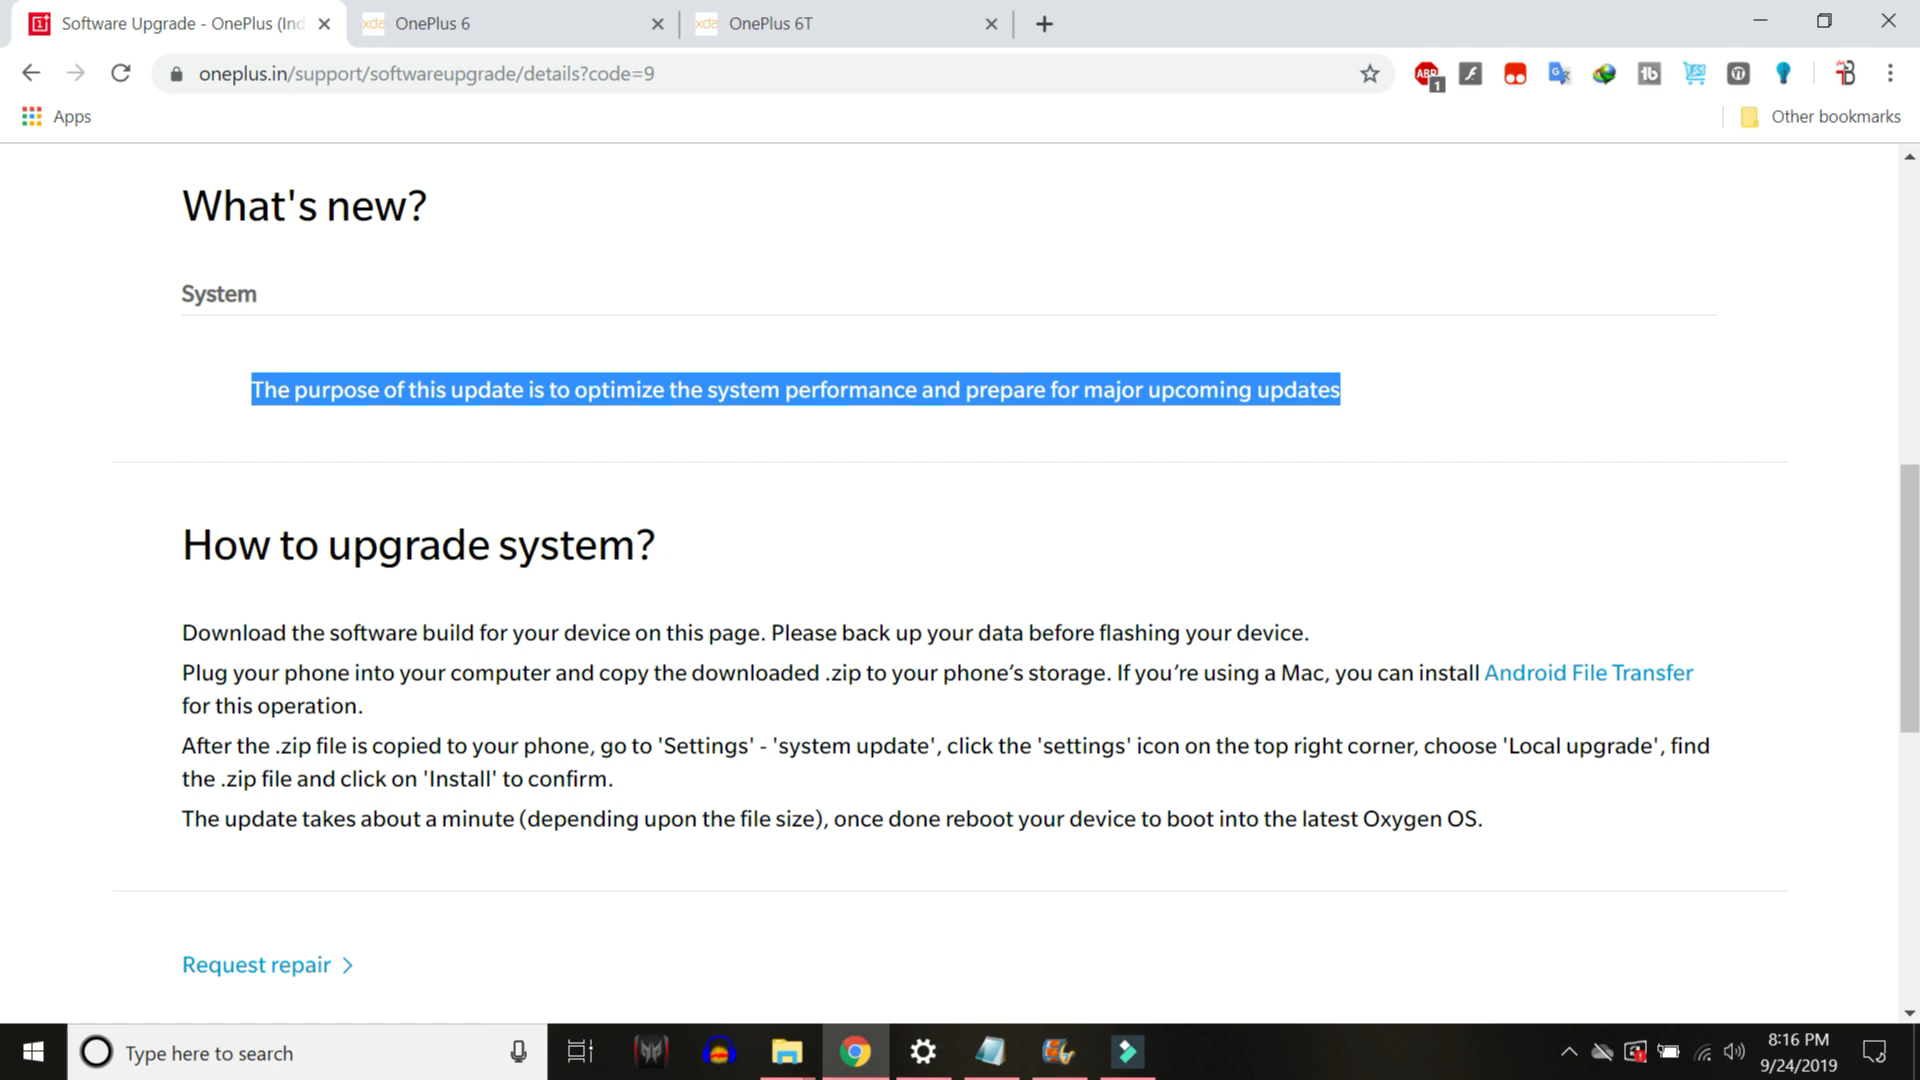 Software Upgrade - OnePlus (Ind
xda OnePlus 6
xda OnePlus 6T
oneplus.in/support/softwareupgrade/details?code=9
ABP
1
Apps
Other bookmarks
What's new?
System
The purpose of this update is to optimize the system performance and prepare for major upcoming updates
How to upgrade system?
Download the software build for your device on this page. Please back up your data before flashing your device.
Plug your phone into your computer and copy the downloaded .zip to your phone’s storage. If you’re using a Mac, you can install Android File Transfer
for this operation.
After the .zip file is copied to your phone, go to 'Settings' - 'system update', click the 'settings' icon on the top right corner, choose 'Local upgrade', find
the .zip file and click on 'Install' to confirm.
The update takes about a minute (depending upon the file size), once done reboot your device to boot into the latest Oxygen OS.
Request repair
Type here to search
8:16 PM
9/24/2019